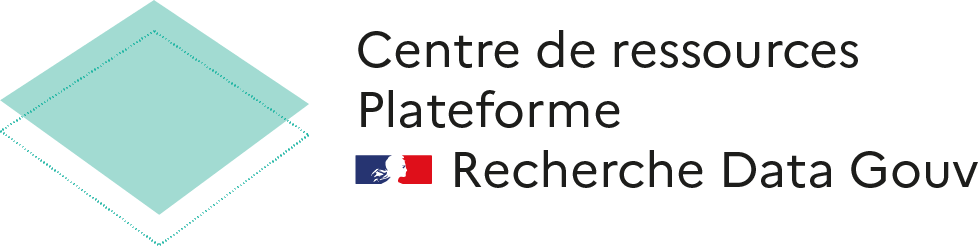 Centre de ressources
Plateforme
Recherche Data Gouv